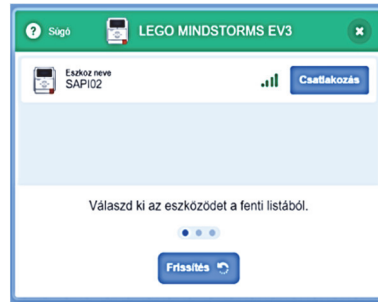 ? Súgó LEGO MINDSTORMS EV3 ×
Eszköz neve
SAPI02 Csatlakozás
Válaszd ki az eszközödet a fenti listából.
Frissítés